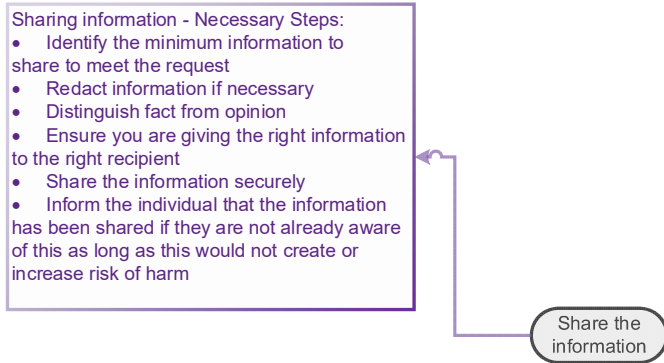 Sharing information - Necessary Steps:
• Identify the minimum information to
share to meet the request
• Redact information if necessary
• Distinguish fact from opinion
• Ensure you are giving the right information
to the right recipient
• Share the information securely
• Inform the individual that the information
has been shared if they are not already aware
of this as long as this would not create or
increase risk of harm
Share the
information